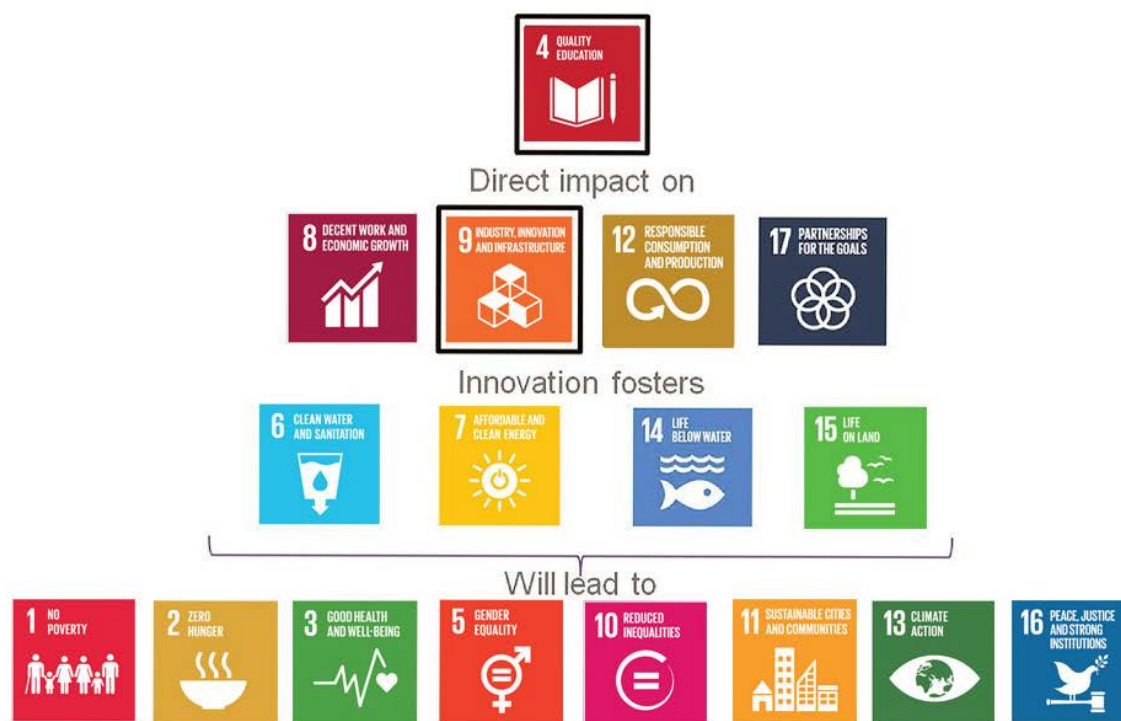 4 QUALITY
EDUCATION
Direct impact on
8 DECENT WORK AND
ECONOMIC GROWTH
9 INDUSTRY, INNOVATION
AND INFRASTRUCTURE
12 RESPONSIBLE
CONSUMPTION
AND PRODUCTION
17 PARTNERSHIPS
FOR THE GOALS
Innovation fosters
6 CLEAN WATER
AND SANITATION
7 AFFORDABLE AND
CLEAN ENERGY
14 LIFE
BELOW WATER
15 LIFE
ON LAND
Will lead to
1 NO
POVERTY
2 ZERO
HUNGER
3 GOOD HEALTH
AND WELL-BEING
5 GENDER
EQUALITY
10 REDUCED
INEQUALITIES
11 SUSTAINABLE CITIES
AND COMMUNITIES
13 CLIMATE
ACTION
16 PEACE, JUSTICE
AND STRONG
INSTITUTIONS